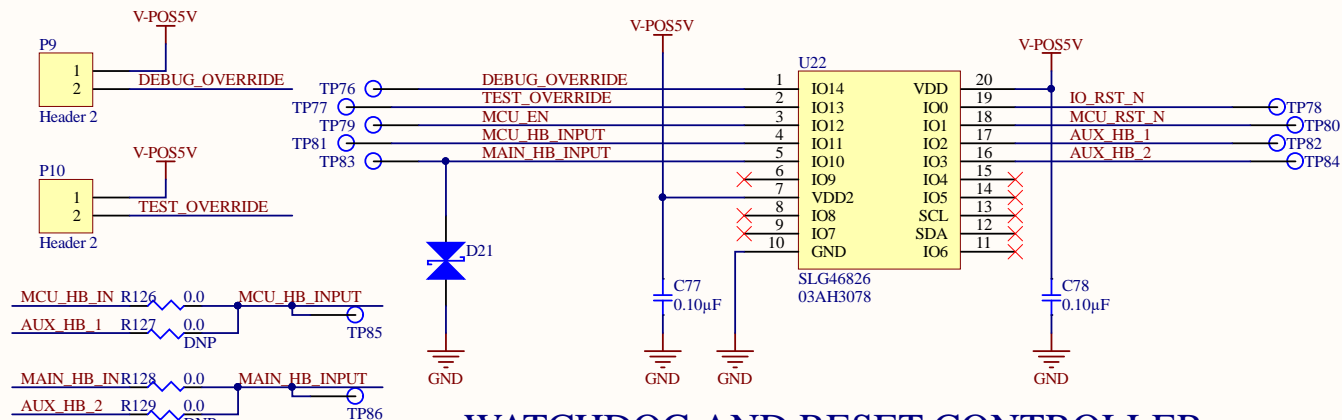 V-POS5V
P9
1
2
DEBUG_OVERRIDE
Header 2
V-POS5V
P10
1
2
TEST_OVERRIDE
Header 2
MCU_HB_IN R126 0.0 MCU_HB_INPUT
TP85
AUX_HB_1 R127 0.0
DNP
MAIN_HB_IN R128 0.0 MAIN_HB_INPUT
TP86
AUX_HB_2 R129 0.0
V-POS5V
V-POS5V
U22
TP76 DEBUG_OVERRIDE 1 IO14
TP77 TEST_OVERRIDE 2 IO13
TP79 MCU_EN 3 IO12
TP81 MCU_HB_INPUT 4 IO11
TP83 MAIN_HB_INPUT 5 IO10
6 IO9
7 VDD2
8 IO8
9 IO7
10 GND
VDD 20
IO0 19 IO_RST_N TP78
IO1 18 MCU_RST_N TP80
IO2 17 AUX_HB_1 TP82
IO3 16 AUX_HB_2 TP84
IO4 15
IO5 14
SCL 13
SDA 12
IO6 11
SLG46826
03AH3078
D21
C77
0.10µF
C78
0.10µF
GND
GND
GND
GND
WATCHDOG AND RESET CONTROLLER